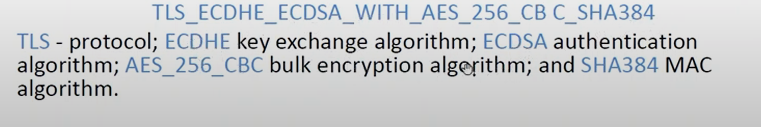 TLS_ECDHE_ECDSA_WITH_AES_256_CB C_SHA384
TLS - protocol; ECDHE key exchange algorithm; ECDSA authentication
algorithm; AES_256_CBC bulk encryption algorithm; and SHA384 MAC
algorithm.